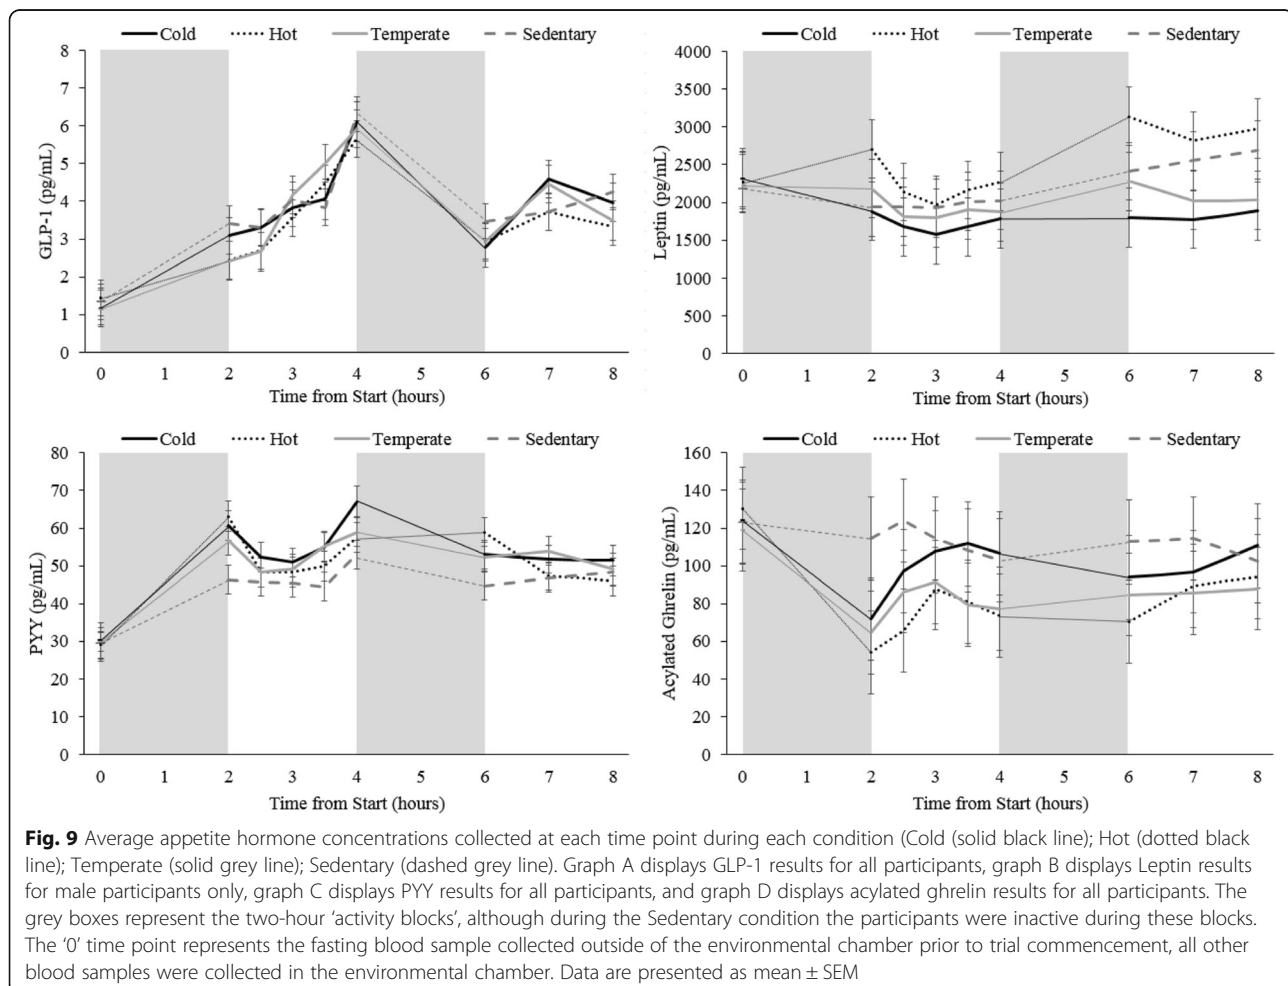 Cold Hot Temperate Sedentary
8
7
6
5
4
3
2
1
0
GLP-1 (pg/mL)
0 1 2 3 4 5 6 7 8
Time from Start (hours)
Cold Hot Temperate Sedentary
4000
3500
3000
2500
2000
1500
1000
500
0
Leptin (pg/mL)
0 1 2 3 4 5 6 7 8
Time from Start (hours)
Cold Hot Temperate Sedentary
80
70
60
50
40
30
20
10
0
PYY (pg/mL)
0 1 2 3 4 5 6 7 8
Time from Start (hours)
Cold Hot Temperate Sedentary
160
140
120
100
80
60
40
20
0
Acylated Ghrelin (pg/mL)
0 1 2 3 4 5 6 7 8
Time from Start (hours)
Fig. 9 Average appetite hormone concentrations collected at each time point during each condition (Cold (solid black line); Hot (dotted black
line); Temperate (solid grey line); Sedentary (dashed grey line). Graph A displays GLP-1 results for all participants, graph B displays Leptin results
for male participants only, graph C displays PYY results for all participants, and graph D displays acylated ghrelin results for all participants. The
grey boxes represent the two-hour ‘activity blocks’, although during the Sedentary condition the participants were inactive during these blocks.
The ‘0’ time point represents the fasting blood sample collected outside of the environmental chamber prior to trial commencement, all other
blood samples were collected in the environmental chamber. Data are presented as mean ± SEM